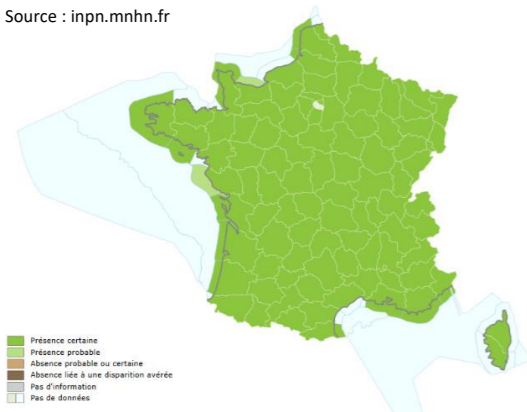 Source : inpn.mnhn.fr
Présence certaine
Présence probable
Absence probable ou certaine
Absence liée à une disparition avérée
Pas d'information
Pas de données